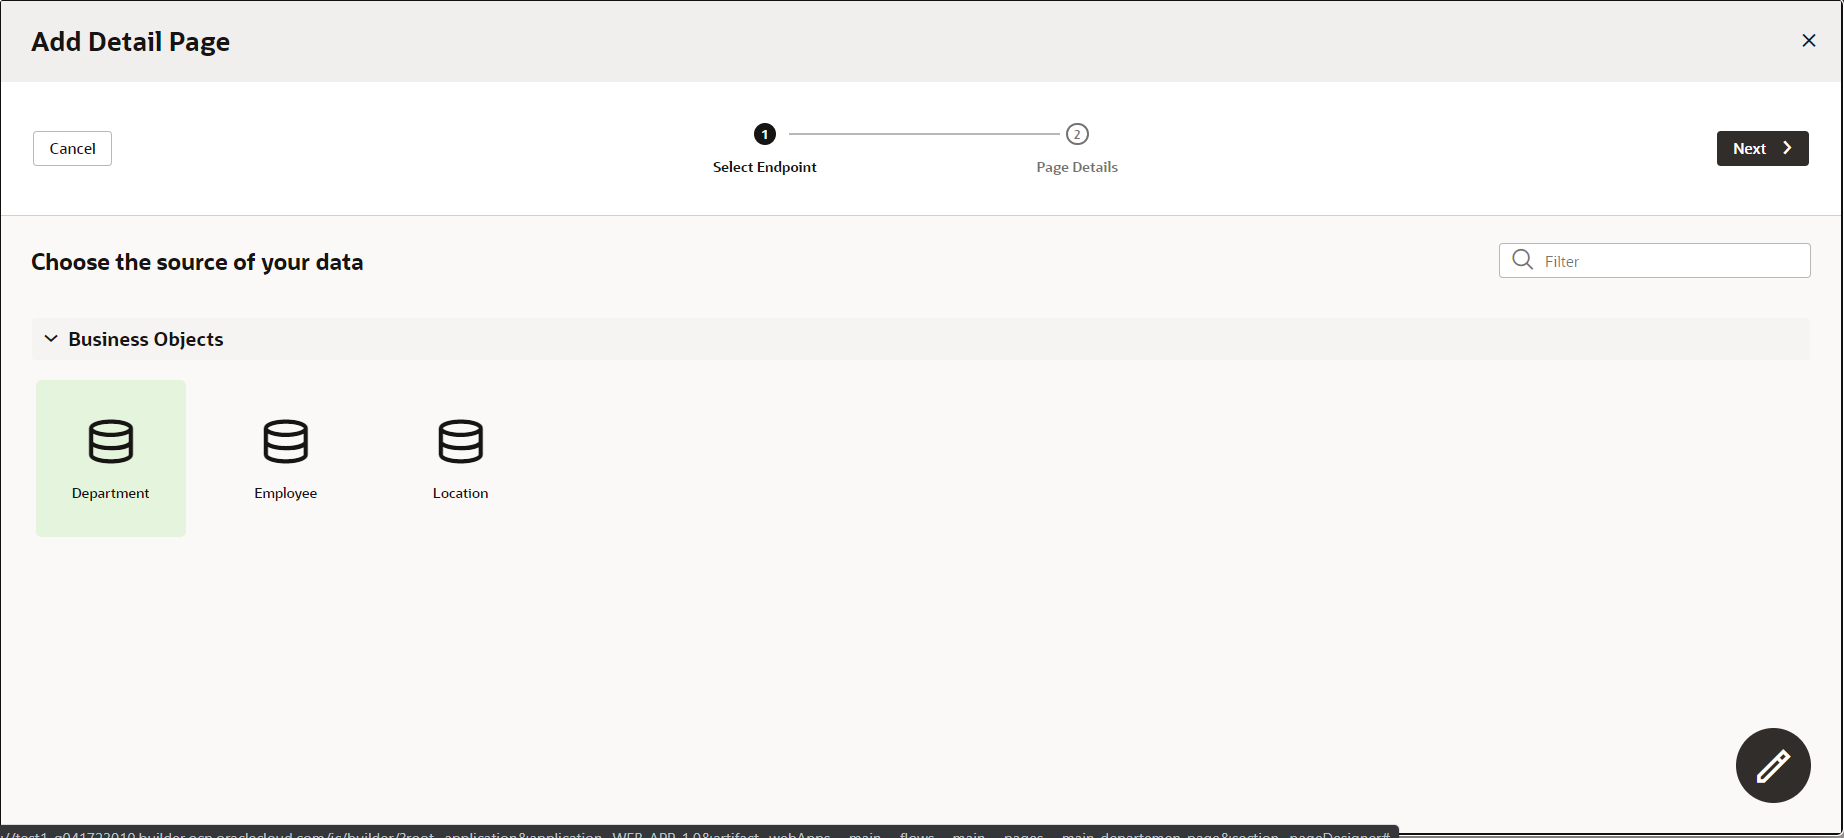 Add Detail Page
Cancel
1
2
Next
Select Endpoint
Page Details
Choose the source of your data
Filter
Business Objects
Department
Employee
Location